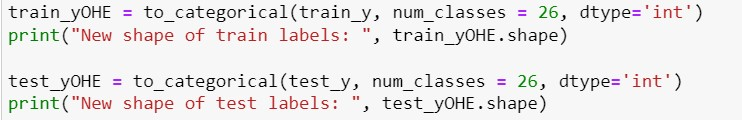 train_yOHE = to_categorical(train_y, num_classes = 26, dtype='int')
print("New shape of train labels: ", train_yOHE.shape)
test_yOHE = to_categorical(test_y, num_classes = 26, dtype='int')
print("New shape of test labels: ", test_yOHE.shape)